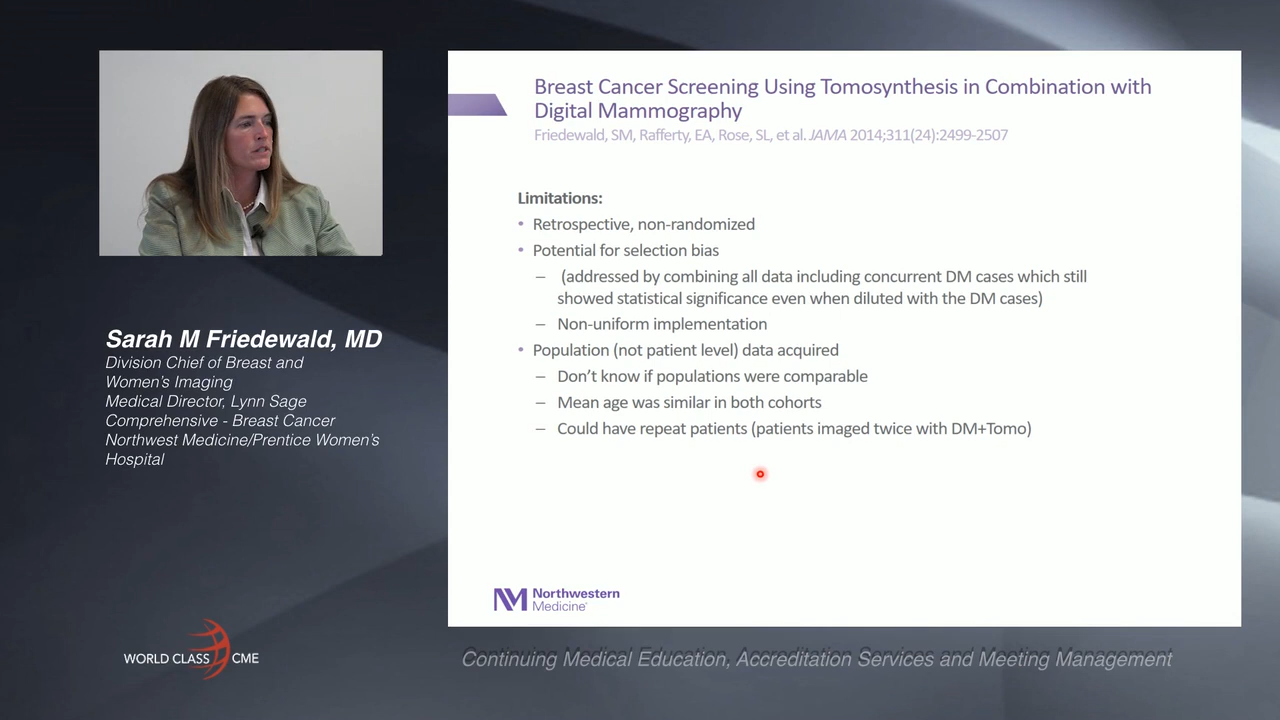 Breast Cancer Screening Using Tomosynthesis in Combination with
Digital Mammography
Friedewald, SM, Rafferty, EA, Rose, SL, et al. JAMA 2014;311(24):2499-2507
Limitations:
• Retrospective, non-randomized
• Potential for selection bias
– (addressed by combining all data including concurrent DM cases which still
showed statistical significance even when diluted with the DM cases)
– Non-uniform implementation
• Population (not patient level) data acquired
– Don't know if populations were comparable
– Mean age was similar in both cohorts
– Could have repeat patients (patients imaged twice with DM+Tomo)
Northwestern
Medicine®
Sarah M Friedewald, MD
Division Chief of Breast and
Women's Imaging
Medical Director, Lynn Sage
Comprehensive - Breast Cancer
Northwest Medicine/Prentice Women's
Hospital
WORLD CLASS CME
Continuing Medical Education, Accreditation Services and Meeting Management